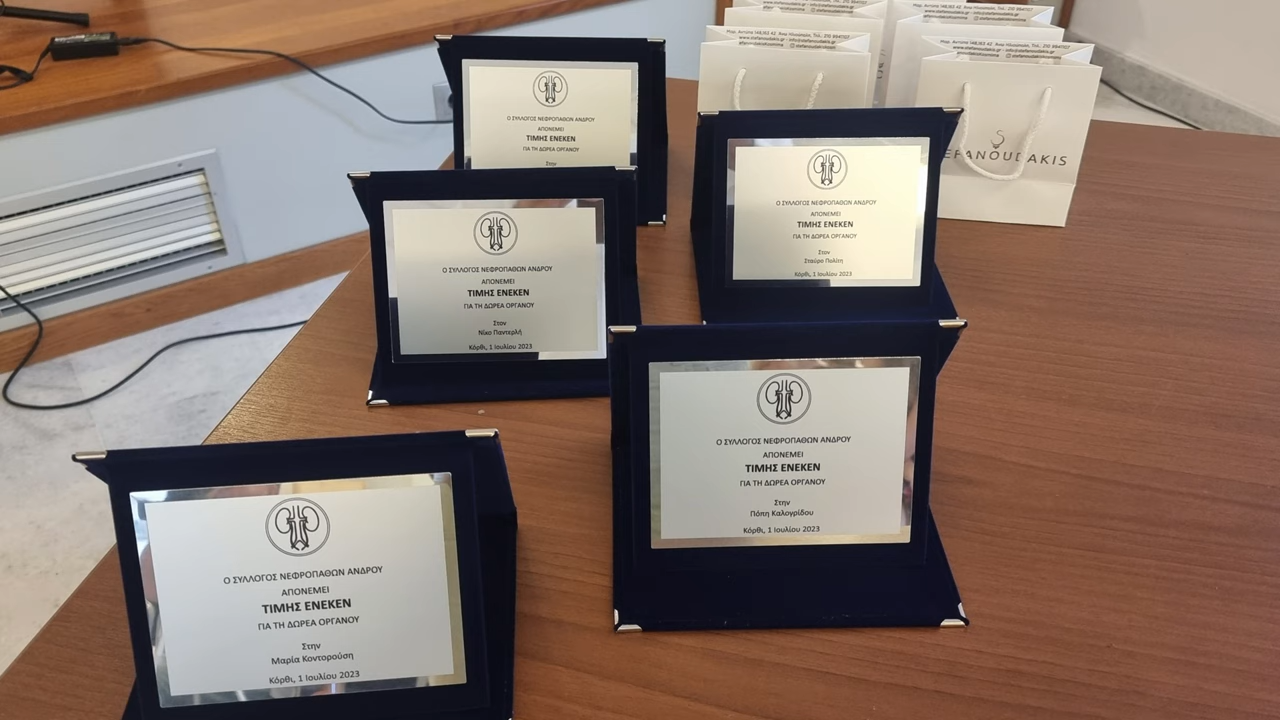 Ο ΣΥΛΛΟΓΟΣ ΝΕΦΡΟΠΑΘΩΝ ΑΝΔΡΟΥ
ΑΠΟΝΕΜΕΙ
ΤΙΜΗΣ ΕΝΕΚΕΝ
ΓΙΑ ΤΗ ΔΩΡΕΑ ΟΡΓΑΝΟΥ
Στην
Ο ΣΥΛΛΟΓΟΣ ΝΕΦΡΟΠΑΘΩΝ ΑΝΔΡΟΥ
ΑΠΟΝΕΜΕΙ
ΤΙΜΗΣ ΕΝΕΚΕΝ
ΓΙΑ ΤΗ ΔΩΡΕΑ ΟΡΓΑΝΟΥ
Στον
Σταύρο Πολίτη
Κόρθι, 1 Ιουλίου 2023
Ο ΣΥΛΛΟΓΟΣ ΝΕΦΡΟΠΑΘΩΝ ΑΝΔΡΟΥ
ΑΠΟΝΕΜΕΙ
ΤΙΜΗΣ ΕΝΕΚΕΝ
ΓΙΑ ΤΗ ΔΩΡΕΑ ΟΡΓΑΝΟΥ
Στον
Νίκο Παντερλή
Κόρθι, 1 Ιουλίου 2023
Ο ΣΥΛΛΟΓΟΣ ΝΕΦΡΟΠΑΘΩΝ ΑΝΔΡΟΥ
ΑΠΟΝΕΜΕΙ
ΤΙΜΗΣ ΕΝΕΚΕΝ
ΓΙΑ ΤΗ ΔΩΡΕΑ ΟΡΓΑΝΟΥ
Στην
Πόπη Καλογρίδου
Κόρθι, 1 Ιουλίου 2023
Ο ΣΥΛΛΟΓΟΣ ΝΕΦΡΟΠΑΘΩΝ ΑΝΔΡΟΥ
ΑΠΟΝΕΜΕΙ
ΤΙΜΗΣ ΕΝΕΚΕΝ
ΓΙΑ ΤΗ ΔΩΡΕΑ ΟΡΓΑΝΟΥ
Στην
Μαρία Κοντορούση
Κόρθι, 1 Ιουλίου 2023
EFANOUDAKIS